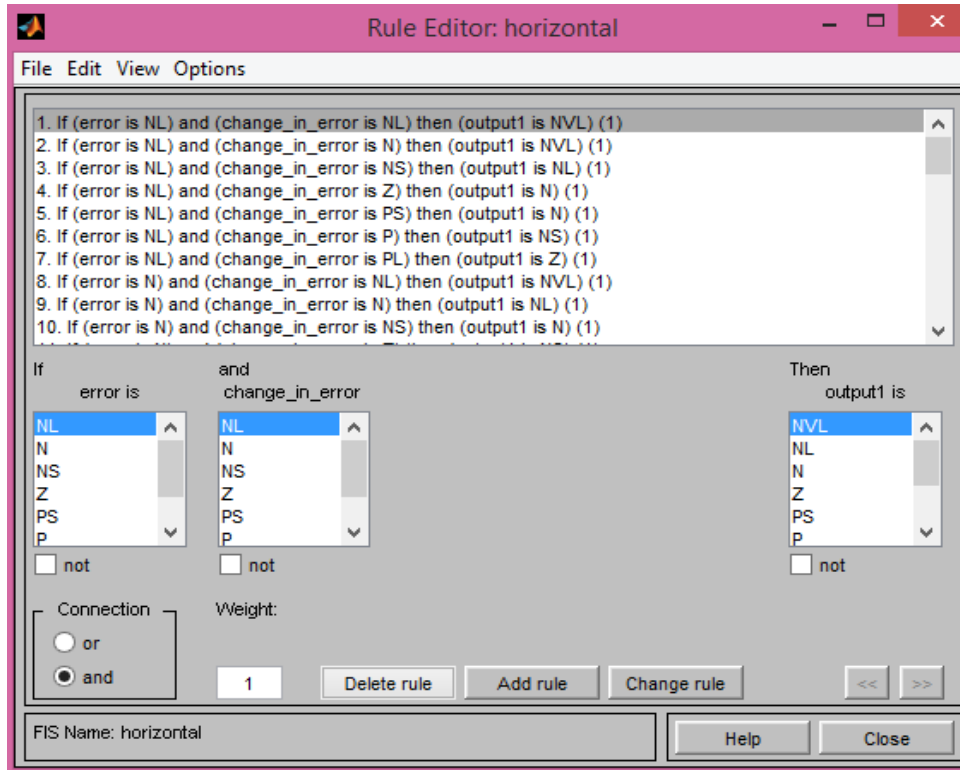 Rule Editor: horizontal
File Edit View Options
1. If (error is NL) and (change_in_error is NL) then (output1 is NVL) (1)
2. If (error is NL) and (change_in_error is N) then (output1 is NVL) (1)
3. If (error is NL) and (change_in_error is NS) then (output1 is NL) (1)
4. If (error is NL) and (change_in_error is Z) then (output1 is N) (1)
5. If (error is NL) and (change_in_error is PS) then (output1 is N) (1)
6. If (error is NL) and (change_in_error is P) then (output1 is NS) (1)
7. If (error is NL) and (change_in_error is PL) then (output1 is Z) (1)
8. If (error is N) and (change_in_error is NL) then (output1 is NVL) (1)
9. If (error is N) and (change_in_error is N) then (output1 is NL) (1)
10. If (error is N) and (change_in_error is NS) then (output1 is N) (1)
If
error is
NL
N
NS
Z
PS
P
not
and
change_in_error
NL
N
NS
Z
PS
P
not
Then
output1 is
NVL
NL
N
Z
PS
P
not
Connection
or
and
Weight:
1
Delete rule
Add rule
Change rule
<<
>>
FIS Name: horizontal
Help
Close